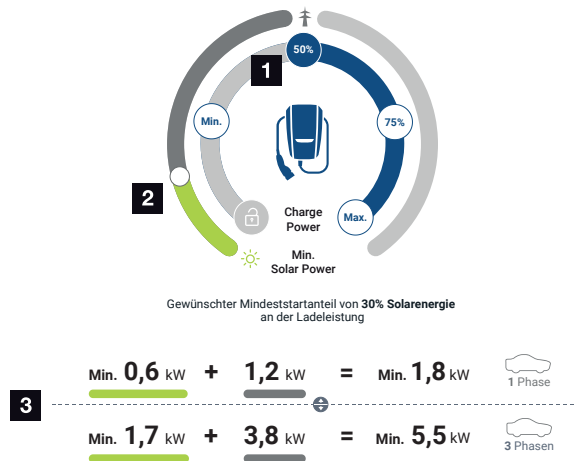 50%
1
Min.
75%
2
Charge
Power
Max.
Min.
Solar Power
Gewünschter Mindeststartanteil von 30% Solarenergie
an der Ladeleistung
Min. 0,6 kW + 1,2 kW = Min. 1,8 kW
1 Phase
3
Min. 1,7 kW + 3,8 kW = Min. 5,5 kW
3 Phasen